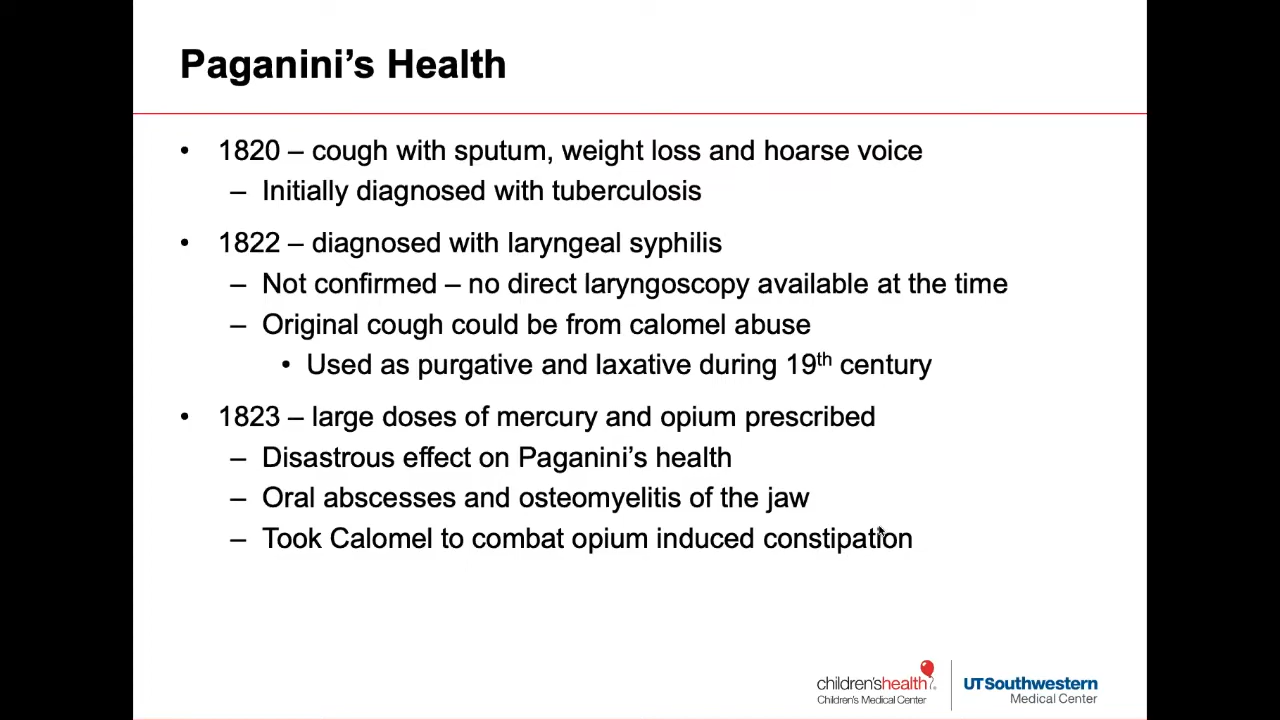 Paganini’s Health
• 1820 – cough with sputum, weight loss and hoarse voice
– Initially diagnosed with tuberculosis
• 1822 – diagnosed with laryngeal syphilis
– Not confirmed – no direct laryngoscopy available at the time
– Original cough could be from calomel abuse
• Used as purgative and laxative during 19th century
• 1823 – large doses of mercury and opium prescribed
– Disastrous effect on Paganini’s health
– Oral abscesses and osteomyelitis of the jaw
– Took Calomel to combat opium induced constipation
children’shealth
Children’s Medical Center
UTSouthwestern
Medical Center